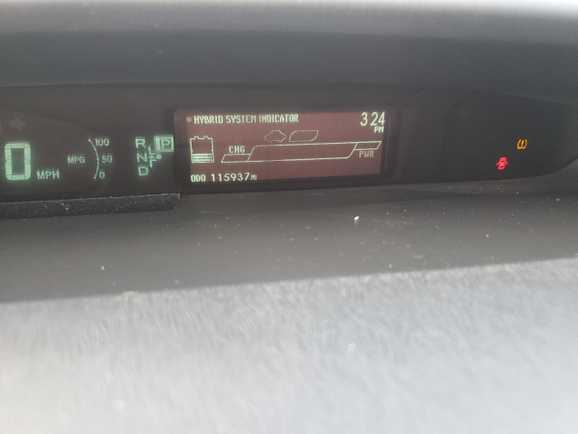 HYBRID SYSTEM INDICATOR 3:24
PM
100
R P
0 MPH MPG 50 N CHG PWR
0 D
ODO 115937MI